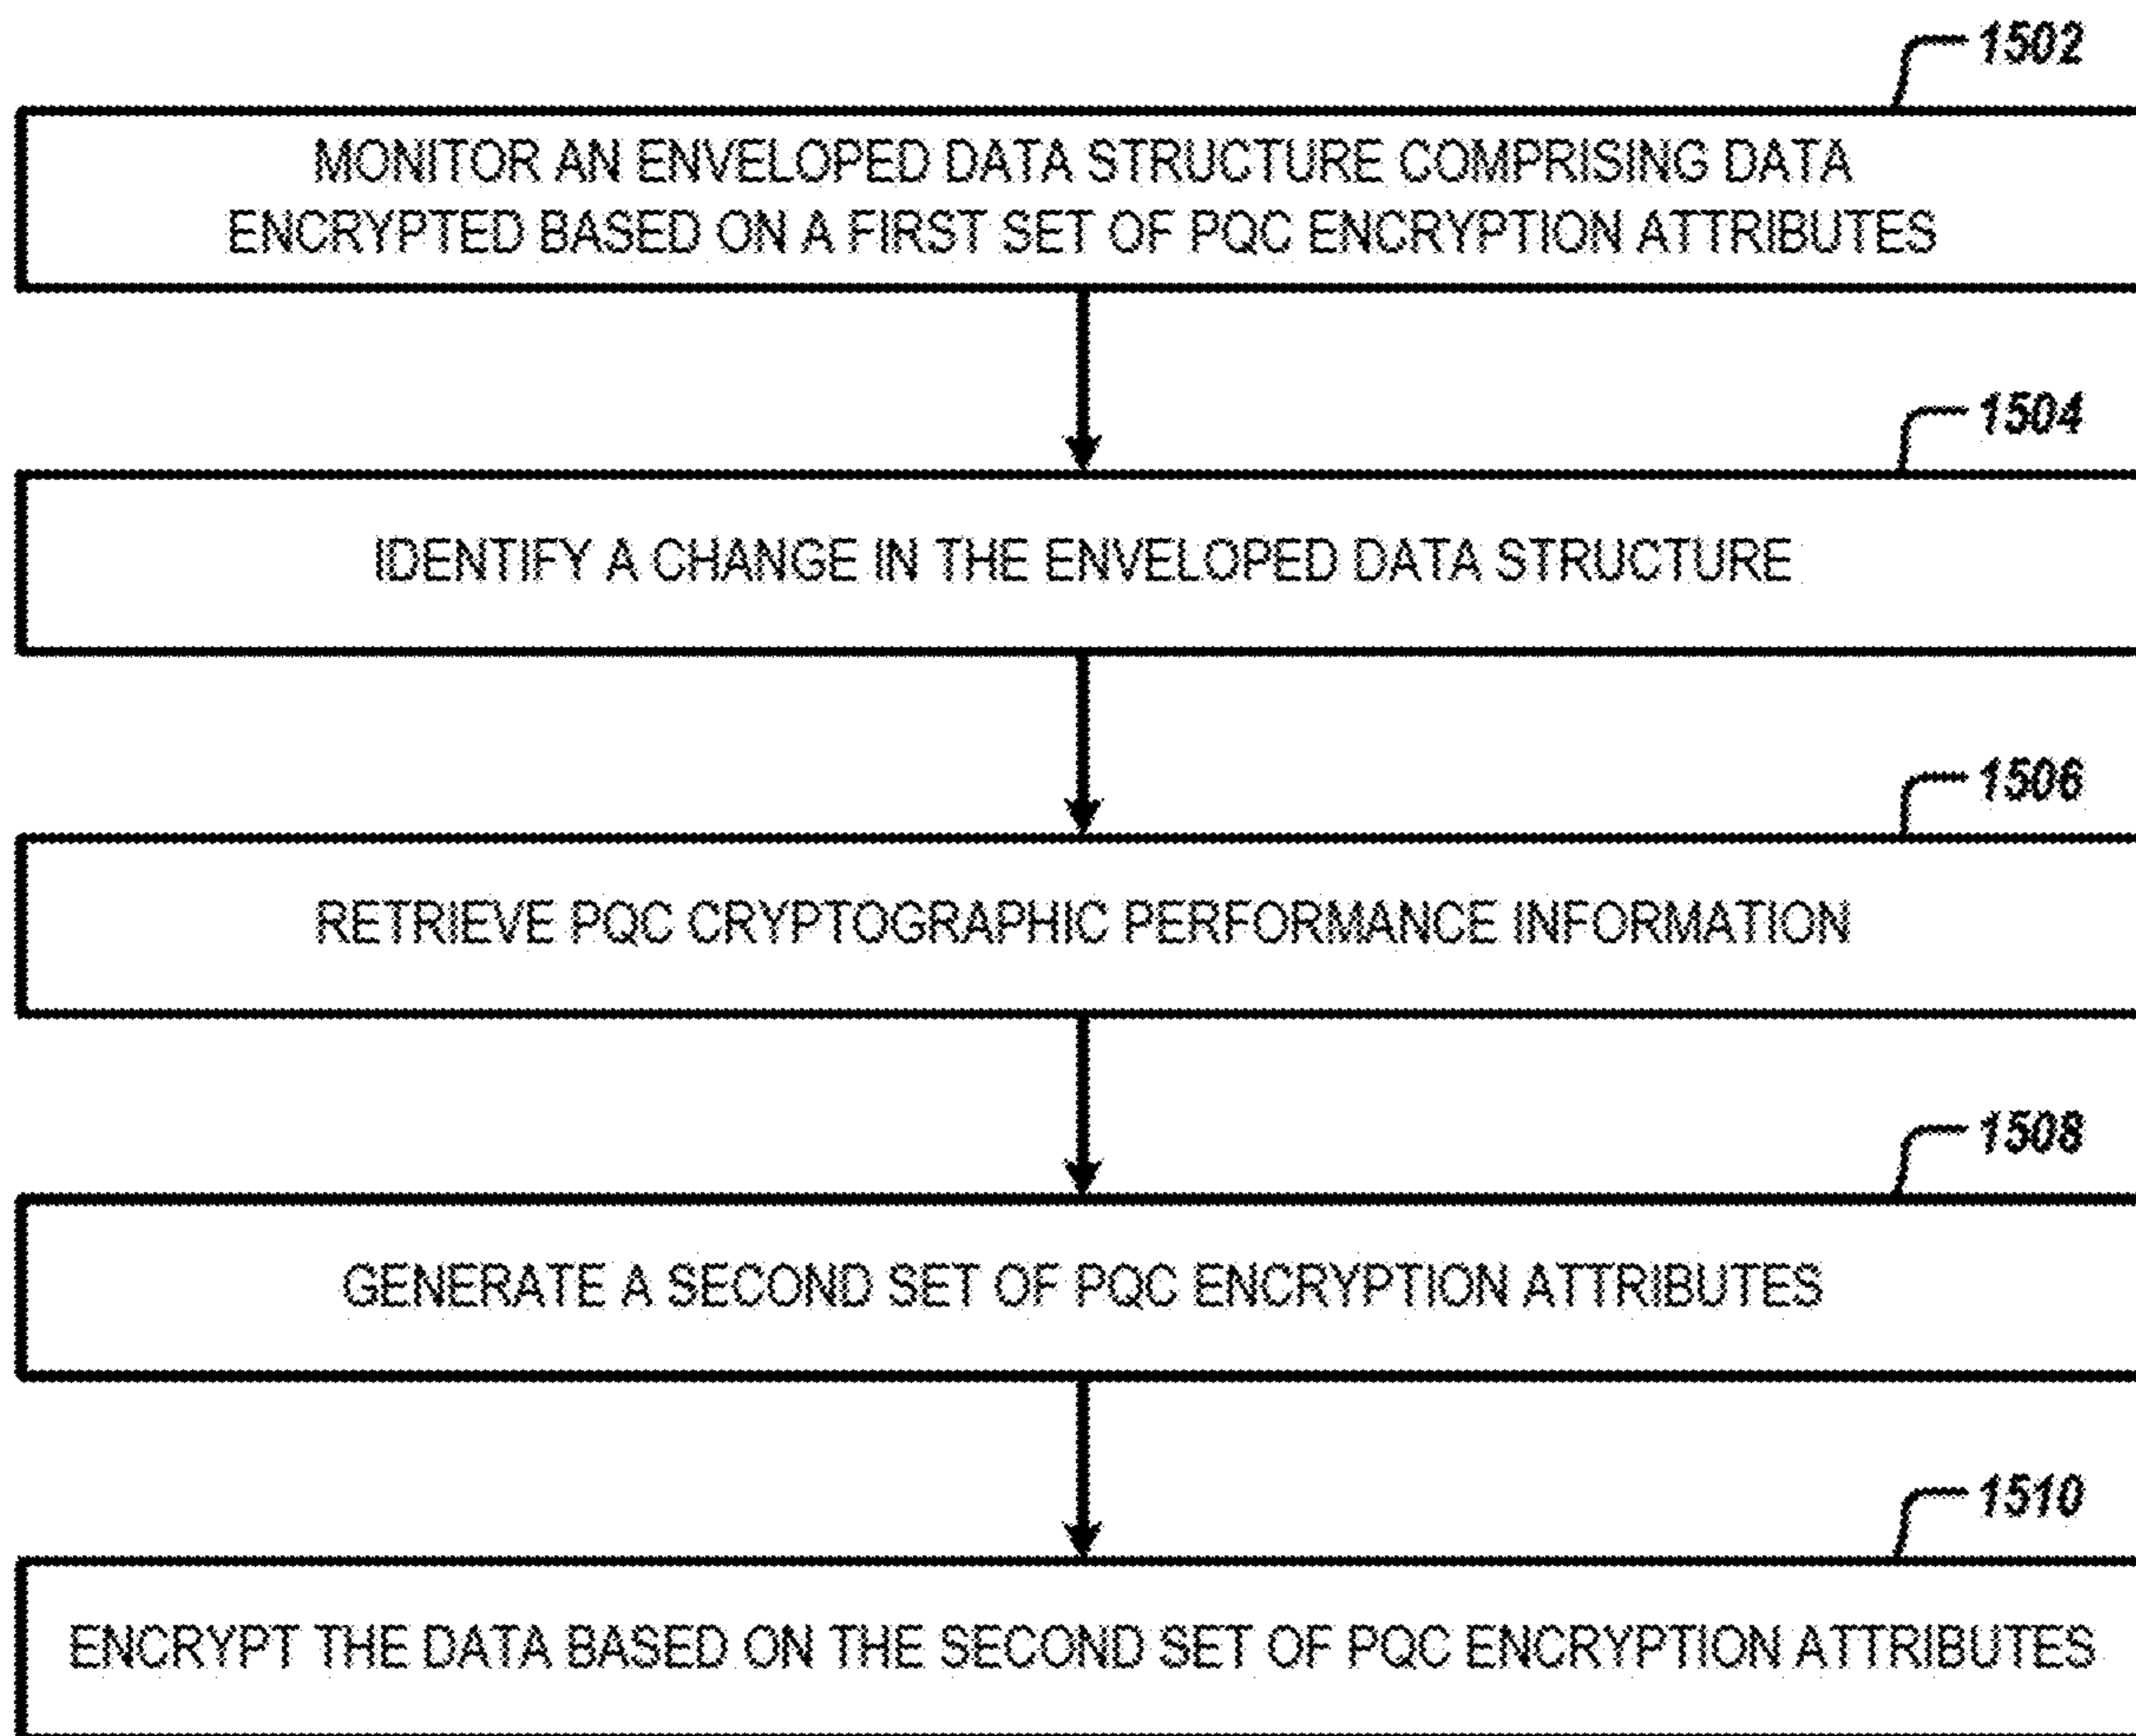 1502
MONITOR AN ENVELOPED DATA STRUCTURE COMPRISING DATA
ENCRYPTED BASED ON A FIRST SET OF PQC ENCRYPTION ATTRIBUTES
1504
IDENTIFY A CHANGE IN THE ENVELOPED DATA STRUCTURE
1506
RETRIEVE PQC CRYPTOGRAPHIC PERFORMANCE INFORMATION
1508
GENERATE A SECOND SET OF PQC ENCRYPTION ATTRIBUTES
1510
ENCRYPT THE DATA BASED ON THE SECOND SET OF PQC ENCRYPTION ATTRIBUTES